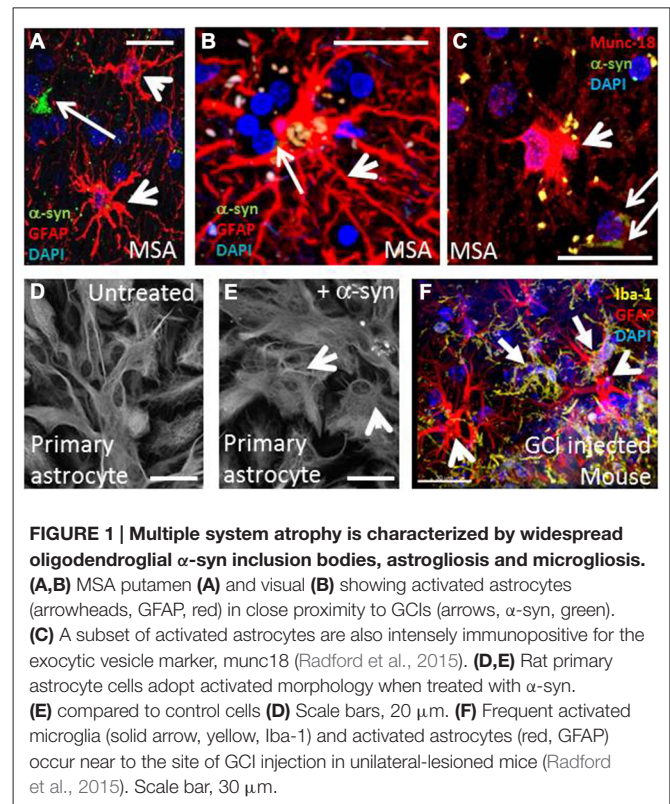 A
α-syn
GFAP
DAPI
MSA
B
α-syn
GFAP
DAPI
MSA
C
Munc-18
α-syn
DAPI
MSA
D
Untreated
Primary
astrocyte
E
+ α-syn
Primary
astrocyte
F
Iba-1
GFAP
DAPI
GCI injected
Mouse
FIGURE 1 | Multiple system atrophy is characterized by widespread
oligodendroglial α-syn inclusion bodies, astrogliosis and microgliosis.
(A,B) MSA putamen (A) and visual (B) showing activated astrocytes
(arrowheads, GFAP, red) in close proximity to GCIs (arrows, α-syn, green).
(C) A subset of activated astrocytes are also intensely immunopositive for the
exocytic vesicle marker, munc18 (Radford et al., 2015). (D,E) Rat primary
astrocyte cells adopt activated morphology when treated with α-syn.
(E) compared to control cells (D) Scale bars, 20 μm. (F) Frequent activated
microglia (solid arrow, yellow, Iba-1) and activated astrocytes (red, GFAP)
occur near to the site of GCI injection in unilateral-lesioned mice (Radford
et al., 2015). Scale bar, 30 μm.